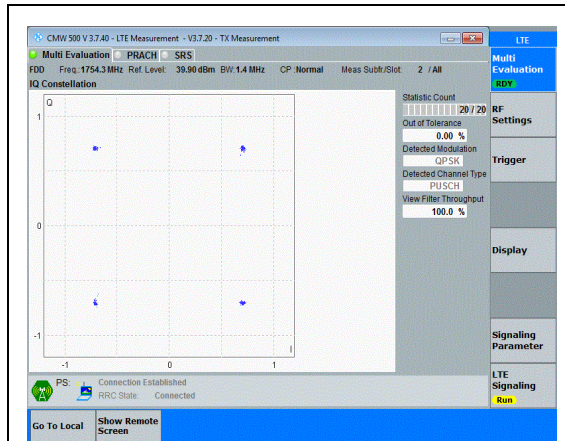 CMW 500 V 3.7.40 - LTE Measurement - V3.7.20 - TX Measurement
LTE
Multi Evaluation PRACH SRS
Multi
Evaluation
RDY
FDD Freq.: 1754.3 MHz Ref. Level: 39.90 dBm BW: 1.4 MHz CP :Normal Meas Subfr./Slot: 2 / All
IQ Constellation
Q
1
0
-1
I
-1 0 1
Statistic Count
20 / 20
Out of Tolerance
0.00 %
Detected Modulation
QPSK
Detected Channel Type
PUSCH
View Filter Throughput
100.0 %
RF
Settings
Trigger
Display
Signaling
Parameter
LTE
Signaling
Run
PS: Connection Established
RRC State: Connected
Go To Local
Show Remote
Screen